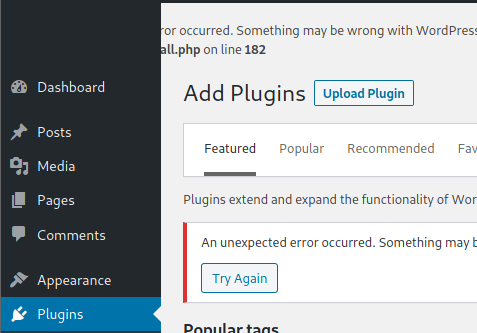 ror occurred. Something may be wrong with WordPress
all.php on line 182
Dashboard
Posts
Media
Pages
Comments
Appearance
Plugins
Add Plugins
Upload Plugin
Featured
Popular
Recommended
Fav
Plugins extend and expand the functionality of Wor
An unexpected error occurred. Something may b
Try Again
Popular tags